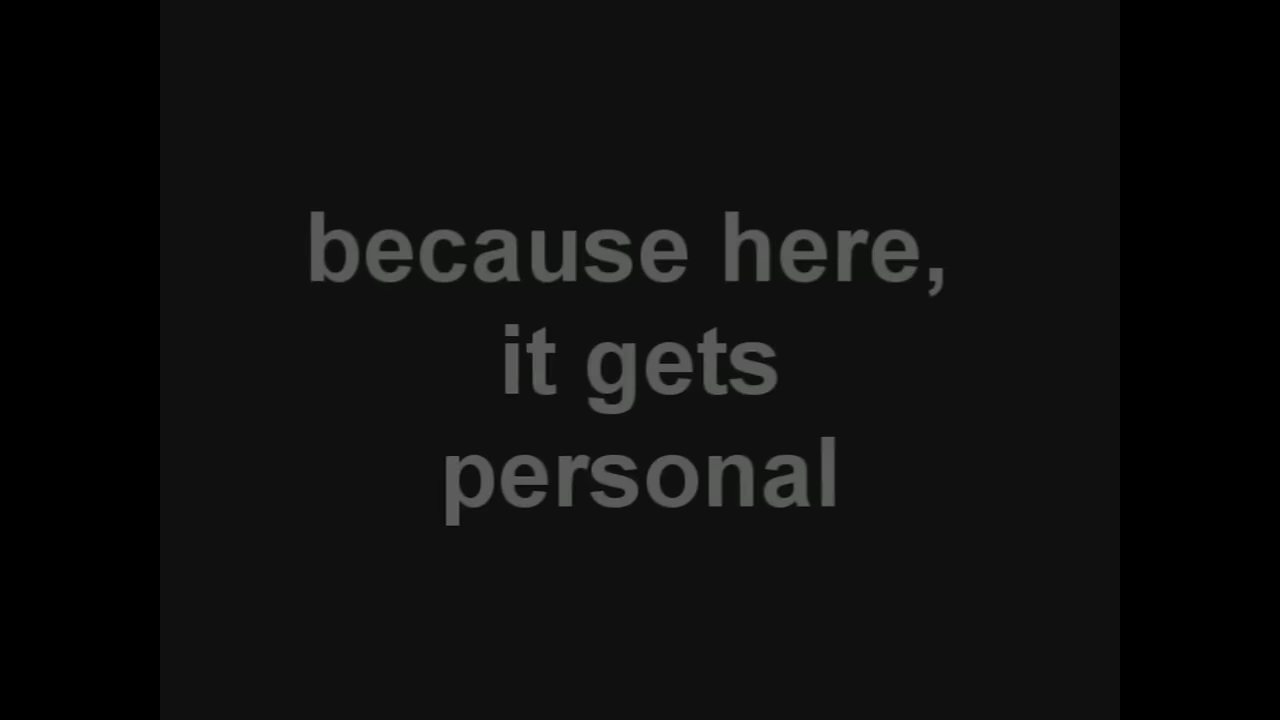 because here,
it gets
personal